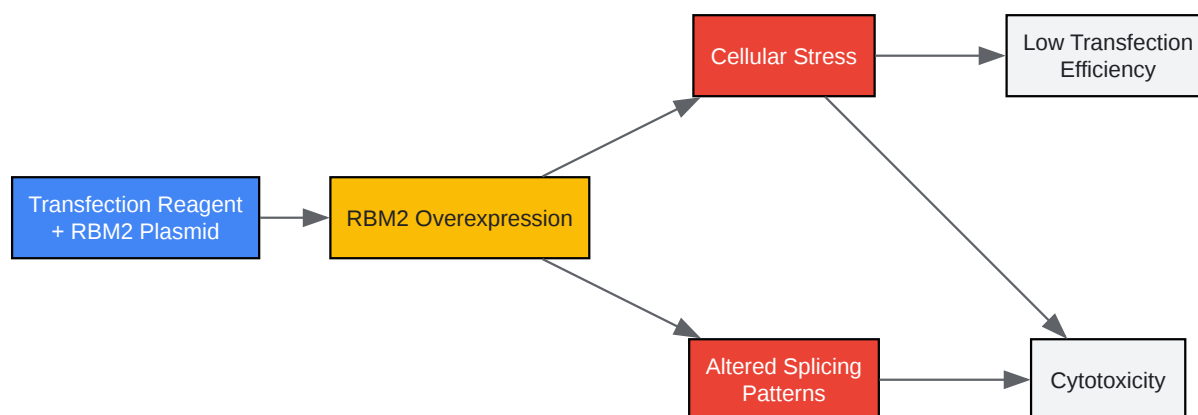 Cellular Stress
Low Transfection
Efficiency
Transfection Reagent
+ RBM2 Plasmid
RBM2 Overexpression
Altered Splicing
Patterns
Cytotoxicity